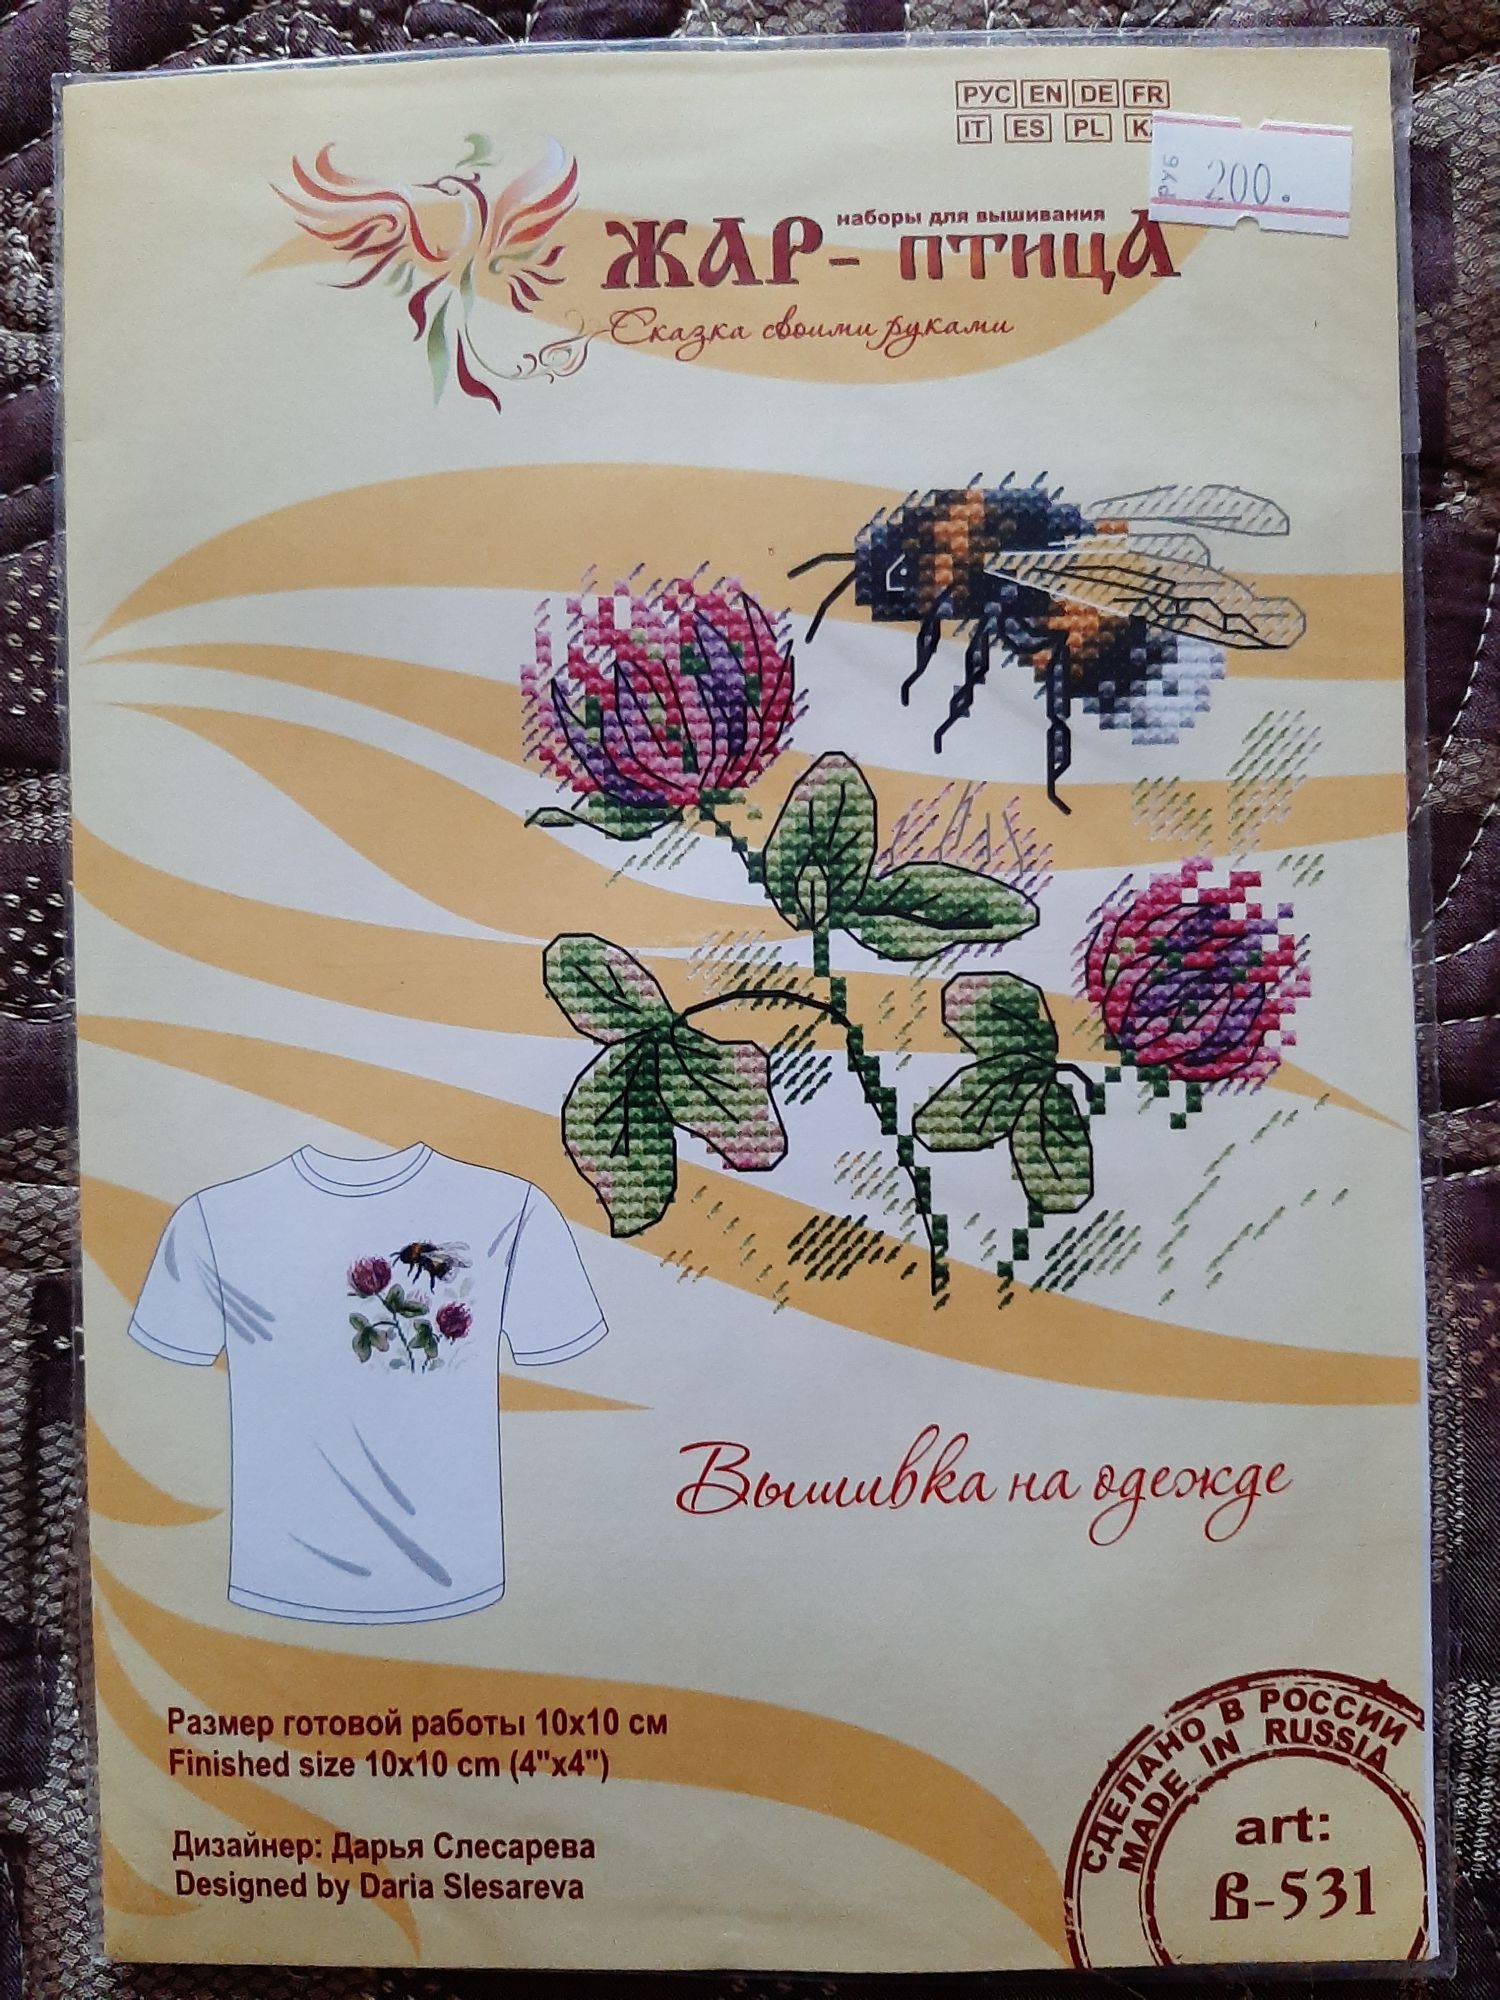 РУС EN DE FR
IT ES PL
РУБ 200.
наборы для вышивания
ЖАР-ПТИЦА
Сказка своими руками
Вышивка на одежде
Размер готовой работы 10х10 см
Finished size 10x10 cm (4"x4")
Дизайнер: Дарья Слесарева
Designed by Daria Slesareva
СДЕЛАНО В РОССИИ
MADE IN RUSSIA
art:
В-531